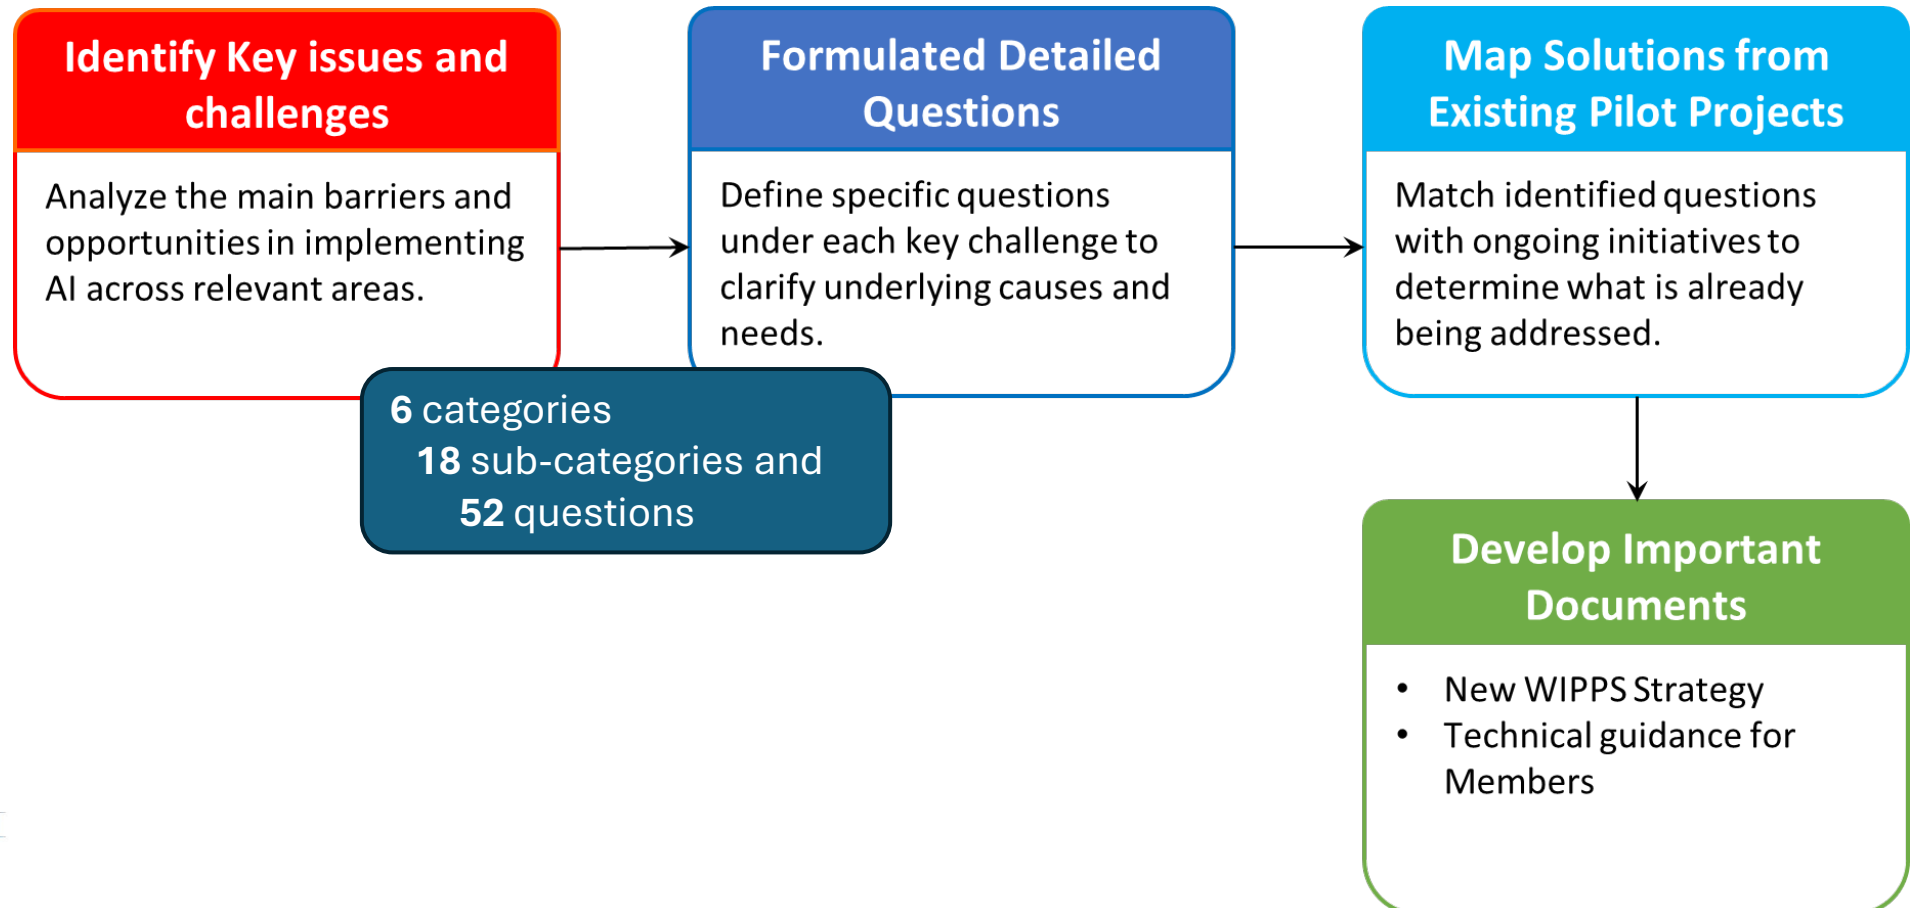 Identify Key issues and
challenges
Analyze the main barriers and
opportunities in implementing
AI across relevant areas.
Formulated Detailed
Questions
Define specific questions
under each key challenge to
clarify underlying causes and
needs.
6 categories
18 sub-categories and
52 questions
Map Solutions from
Existing Pilot Projects
Match identified questions
with ongoing initiatives to
determine what is already
being addressed.
Develop Important
Documents
• New WIPPS Strategy
• Technical guidance for
Members